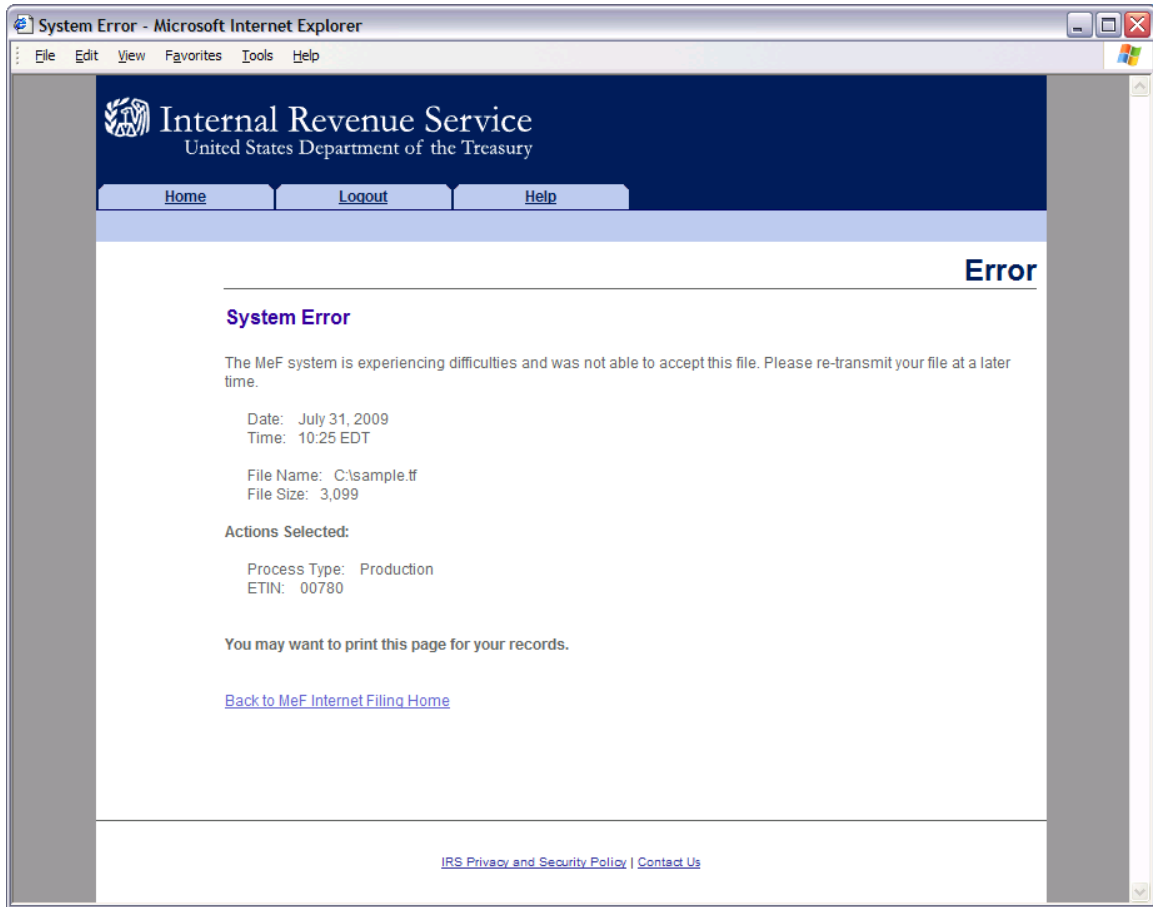 System Error - Microsoft Internet Explorer
File Edit View Favorites Tools Help
Internal Revenue Service
United States Department of the Treasury
Home Logout Help
Error
System Error
The MeF system is experiencing difficulties and was not able to accept this file. Please re-transmit your file at a later
time.
Date: July 31, 2009
Time: 10:25 EDT
File Name: C:\sample.tf
File Size: 3,099
Actions Selected:
Process Type: Production
ETIN: 00780
You may want to print this page for your records.
Back to MeF Internet Filing Home
IRS Privacy and Security Policy | Contact Us